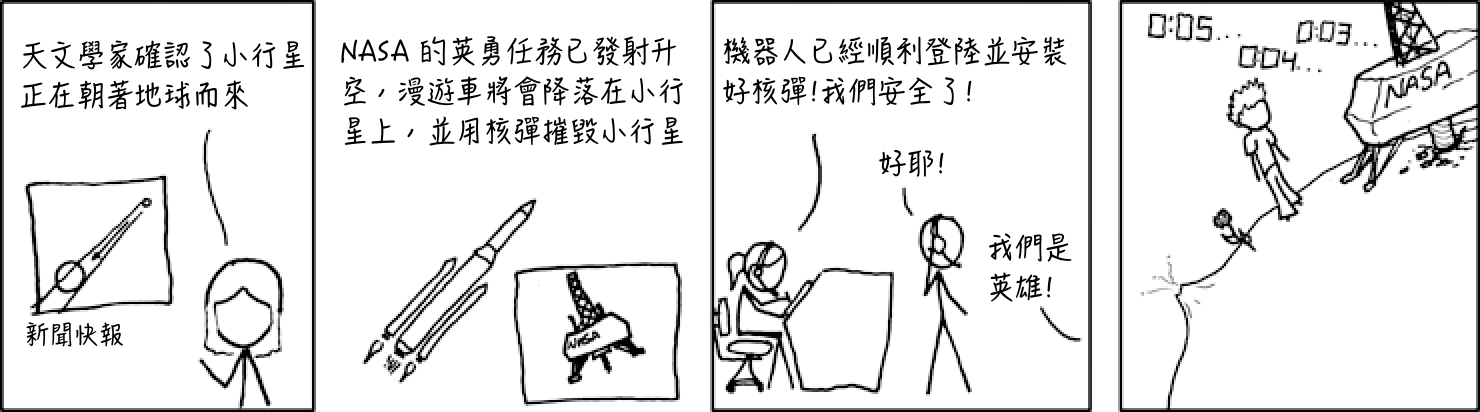 天文學家確認了小行星
正在朝著地球而來
新聞快報
NASA 的英勇任務已發射升
空，漫遊車將會降落在小行
星上，並用核彈摧毀小行星
NASA
機器人已經順利登陸並安裝
好核彈!我們安全了!
好耶!
我們是
英雄!
0:05...
0:04...
0:03...
NASA